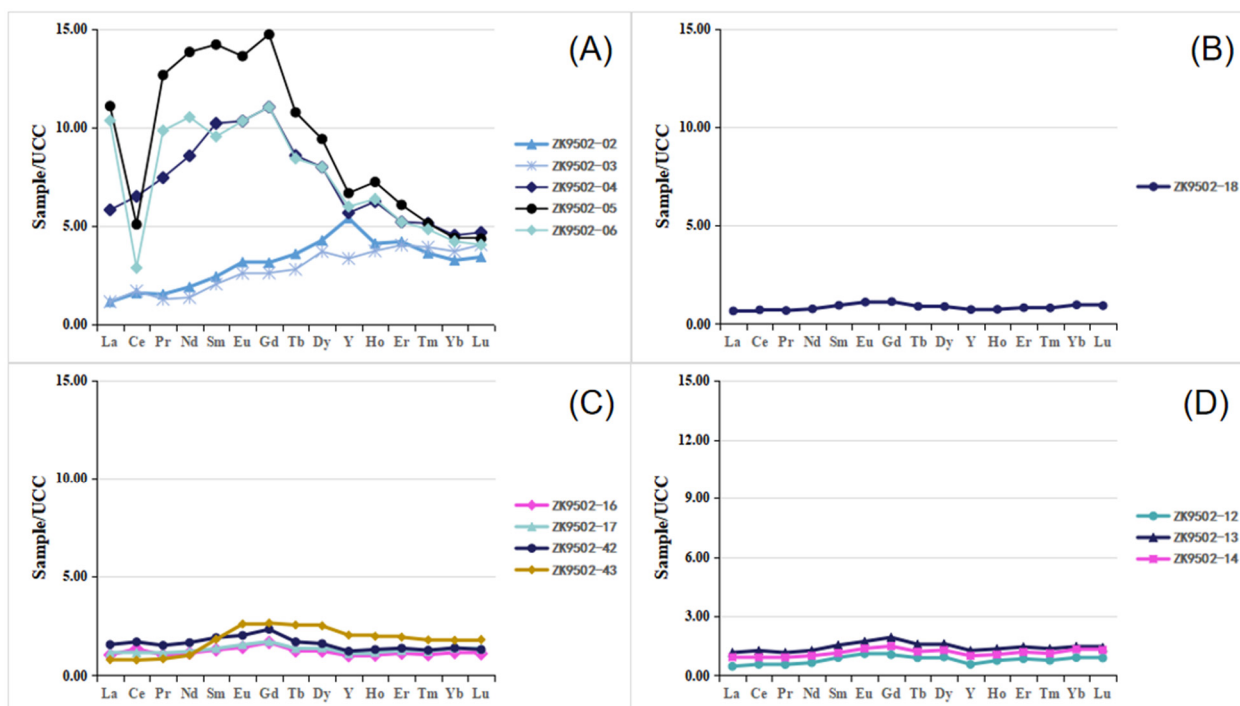 (A)
15.00
10.00
5.00
0.00
Sample/UCC
La Ce Pr Nd Sm Eu Gd Tb Dy Y Ho Er Tm Yb Lu
ZK9502-02
ZK9502-03
ZK9502-04
ZK9502-05
ZK9502-06
(B)
15.00
10.00
5.00
0.00
Sample/UCC
La Ce Pr Nd Sm Eu Gd Tb Dy Y Ho Er Tm Yb Lu
ZK9502-18
(C)
15.00
10.00
5.00
0.00
Sample/UCC
La Ce Pr Nd Sm Eu Gd Tb Dy Y Ho Er Tm Yb Lu
ZK9502-16
ZK9502-17
ZK9502-42
ZK9502-43
(D)
15.00
12.00
9.00
6.00
3.00
0.00
Sample/UCC
La Ce Pr Nd Sm Eu Gd Tb Dy Y Ho Er Tm Yb Lu
ZK9502-12
ZK9502-13
ZK9502-14